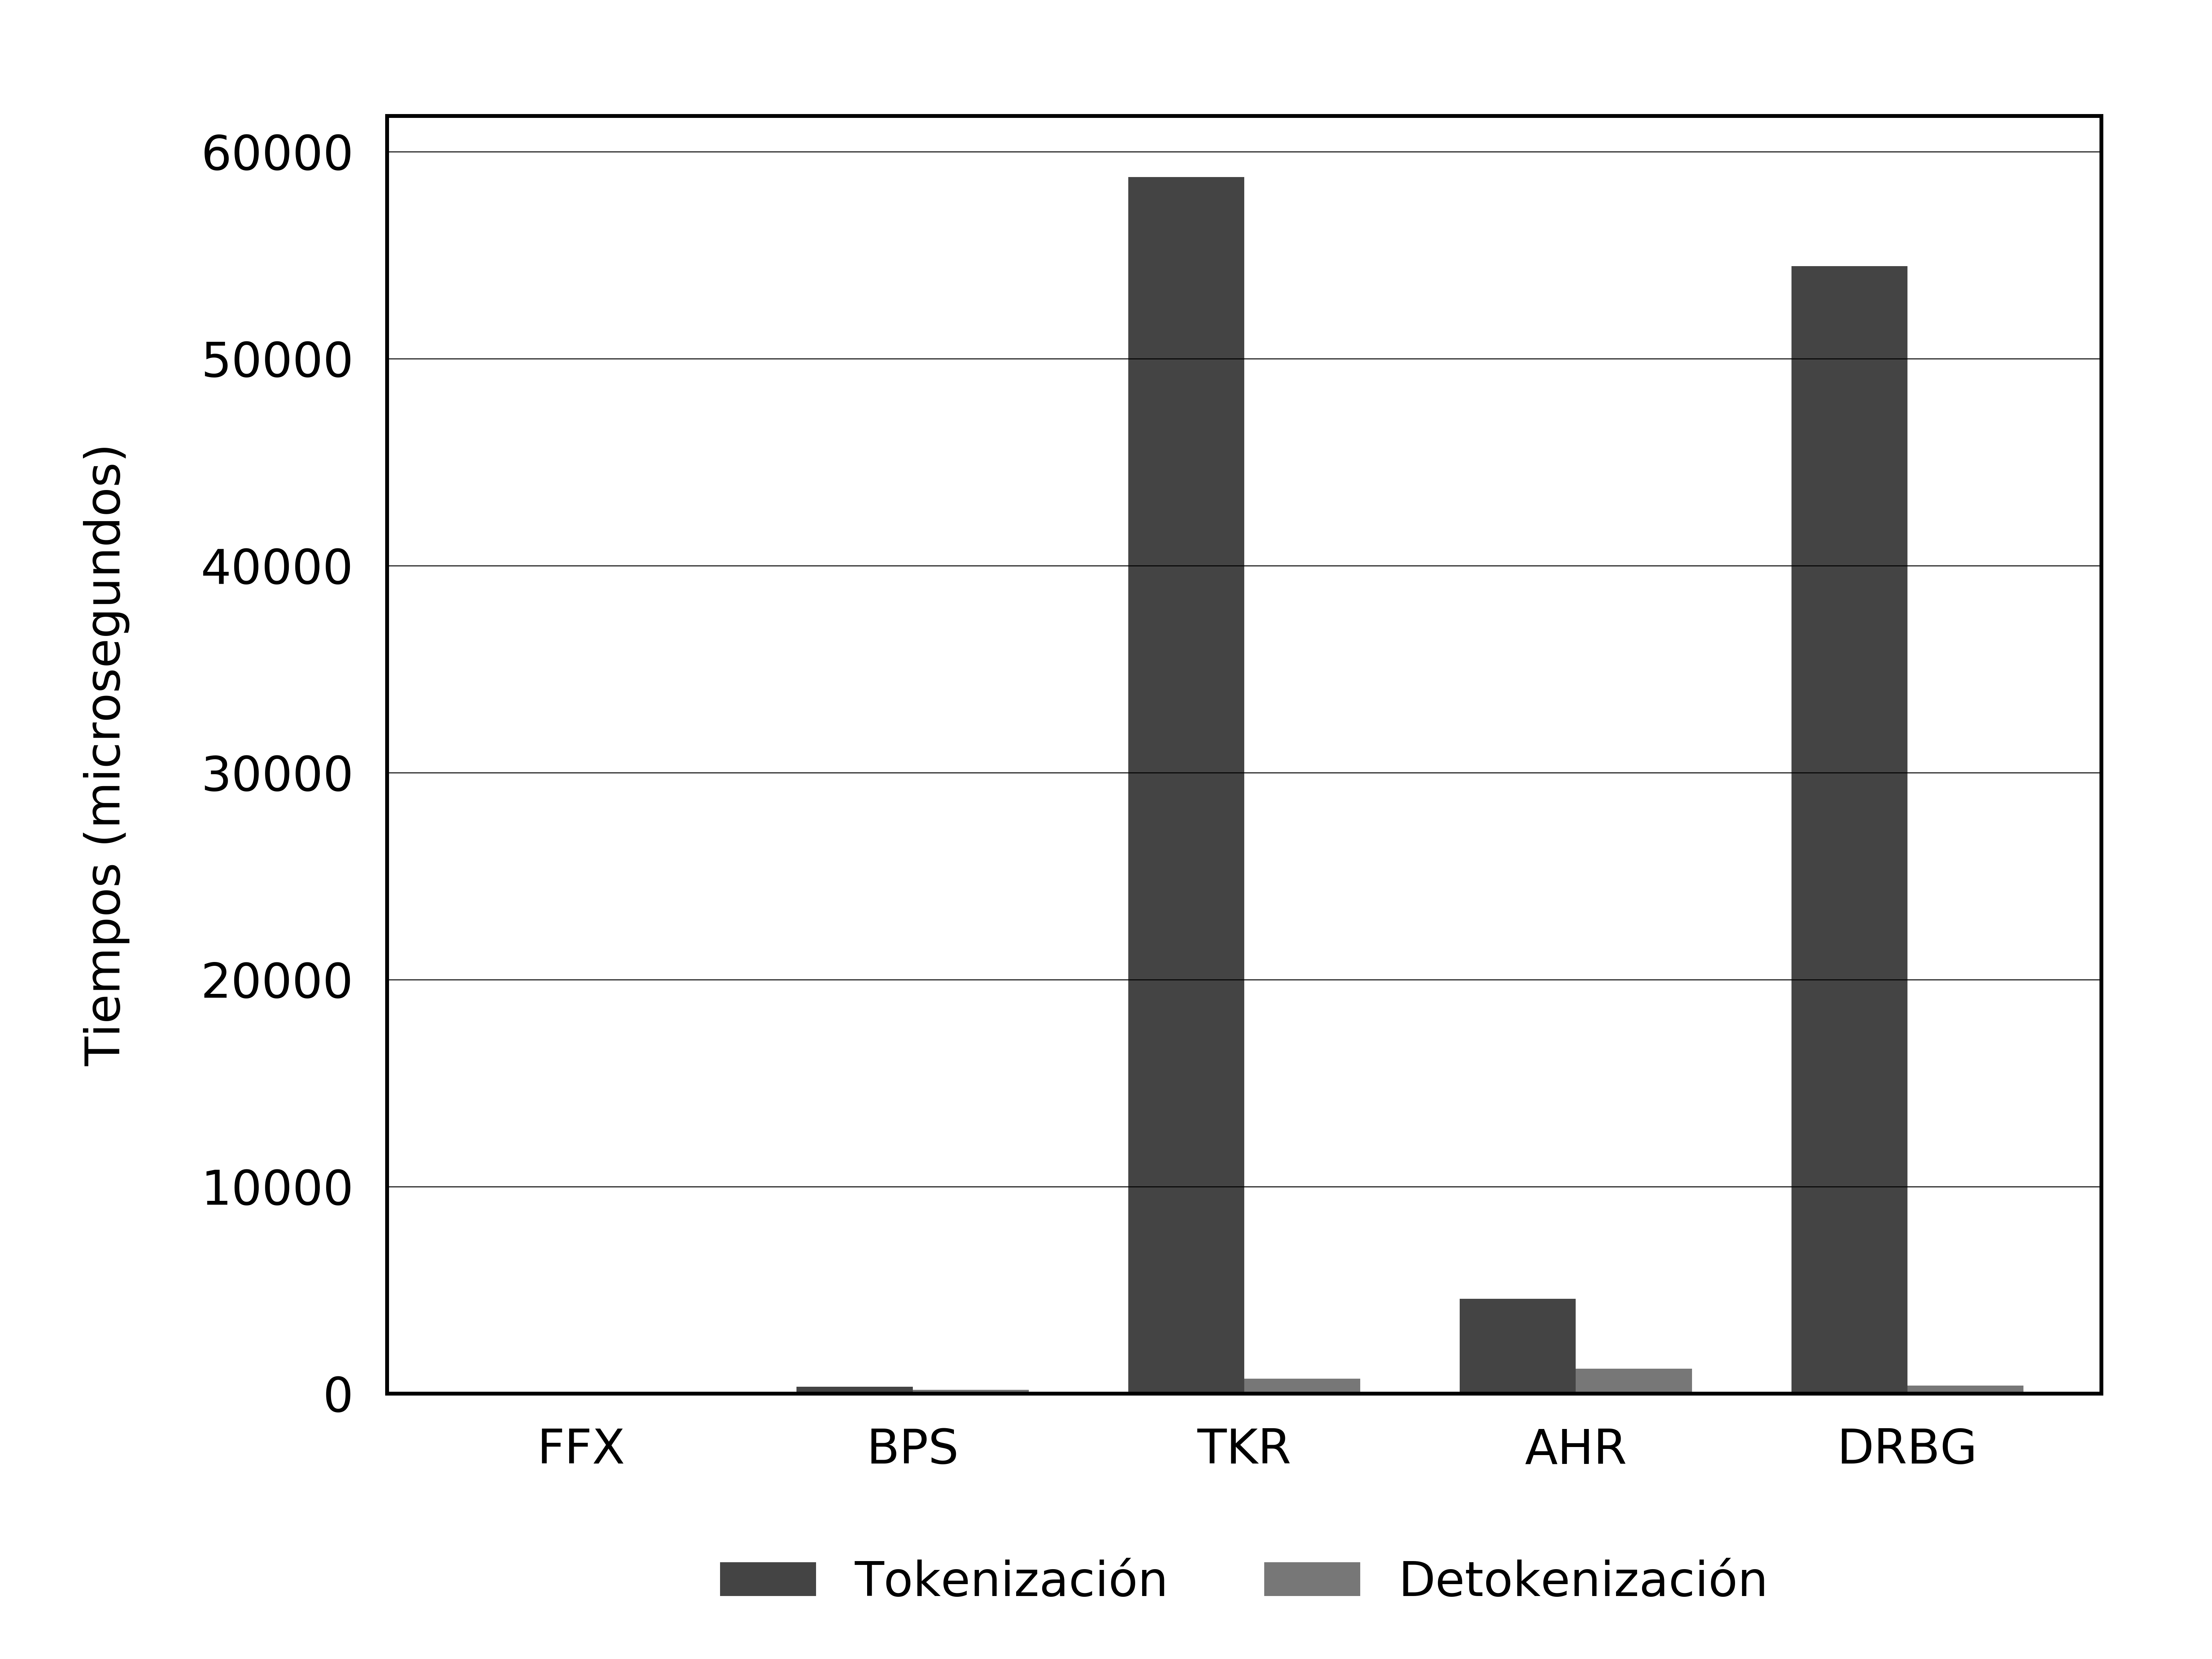 Tiempos (microsegundos)
60000
50000
40000
30000
20000
10000
0
FFX BPS TKR AHR DRBG
Tokenización Detokenización